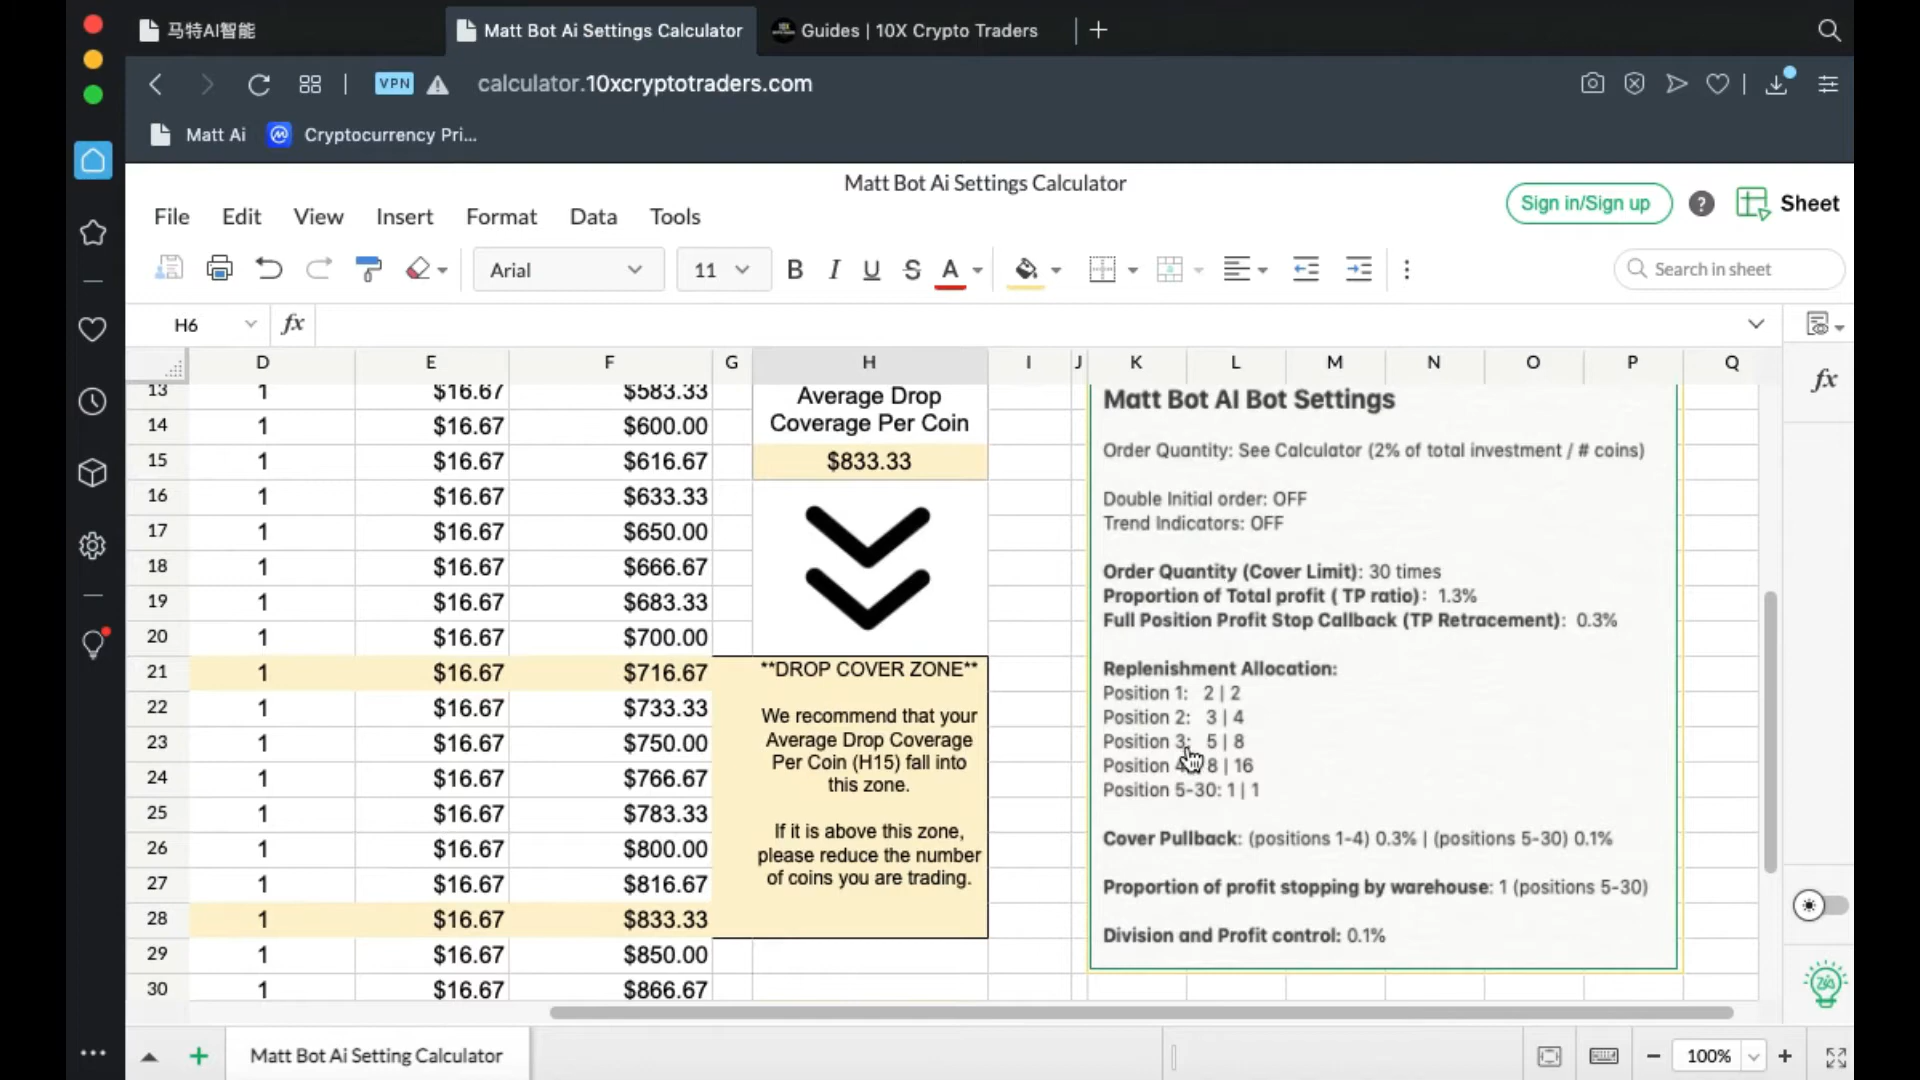 马特AI智能
Matt Bot Ai Settings Calculator
Guides | 10X Crypto Traders
VPN
calculator.10xcryptotraders.com
Matt Ai
Cryptocurrency Pri...
Matt Bot Ai Settings Calculator
File Edit View Insert Format Data Tools
Sign in/Sign up
Sheet
Arial
11
B I U S A
Search in sheet
H6
fx
D E F G H I J K L M N O P Q
fx
13 1 $16.67 $583.33
14 1 $16.67 $600.00
15 1 $16.67 $616.67
16 1 $16.67 $633.33
17 1 $16.67 $650.00
18 1 $16.67 $666.67
19 1 $16.67 $683.33
20 1 $16.67 $700.00
21 1 $16.67 $716.67
22 1 $16.67 $733.33
23 1 $16.67 $750.00
24 1 $16.67 $766.67
25 1 $16.67 $783.33
26 1 $16.67 $800.00
27 1 $16.67 $816.67
28 1 $16.67 $833.33
29 1 $16.67 $850.00
30 1 $16.67 $866.67
Average Drop
Coverage Per Coin
$833.33
**DROP COVER ZONE**
We recommend that your
Average Drop Coverage
Per Coin (H15) fall into
this zone.
If it is above this zone,
please reduce the number
of coins you are trading.
Matt Bot AI Bot Settings
Order Quantity: See Calculator (2% of total investment / # coins)
Double Initial order: OFF
Trend Indicators: OFF
Order Quantity (Cover Limit): 30 times
Proportion of Total profit ( TP ratio): 1.3%
Full Position Profit Stop Callback (TP Retracement): 0.3%
Replenishment Allocation:
Position 1: 2 | 2
Position 2: 3 | 4
Position 3: 5 | 8
Position 4: 8 | 16
Position 5-30: 1 | 1
Cover Pullback: (positions 1-4) 0.3% | (positions 5-30) 0.1%
Proportion of profit stopping by warehouse: 1 (positions 5-30)
Division and Profit control: 0.1%
Matt Bot Ai Setting Calculator
100%